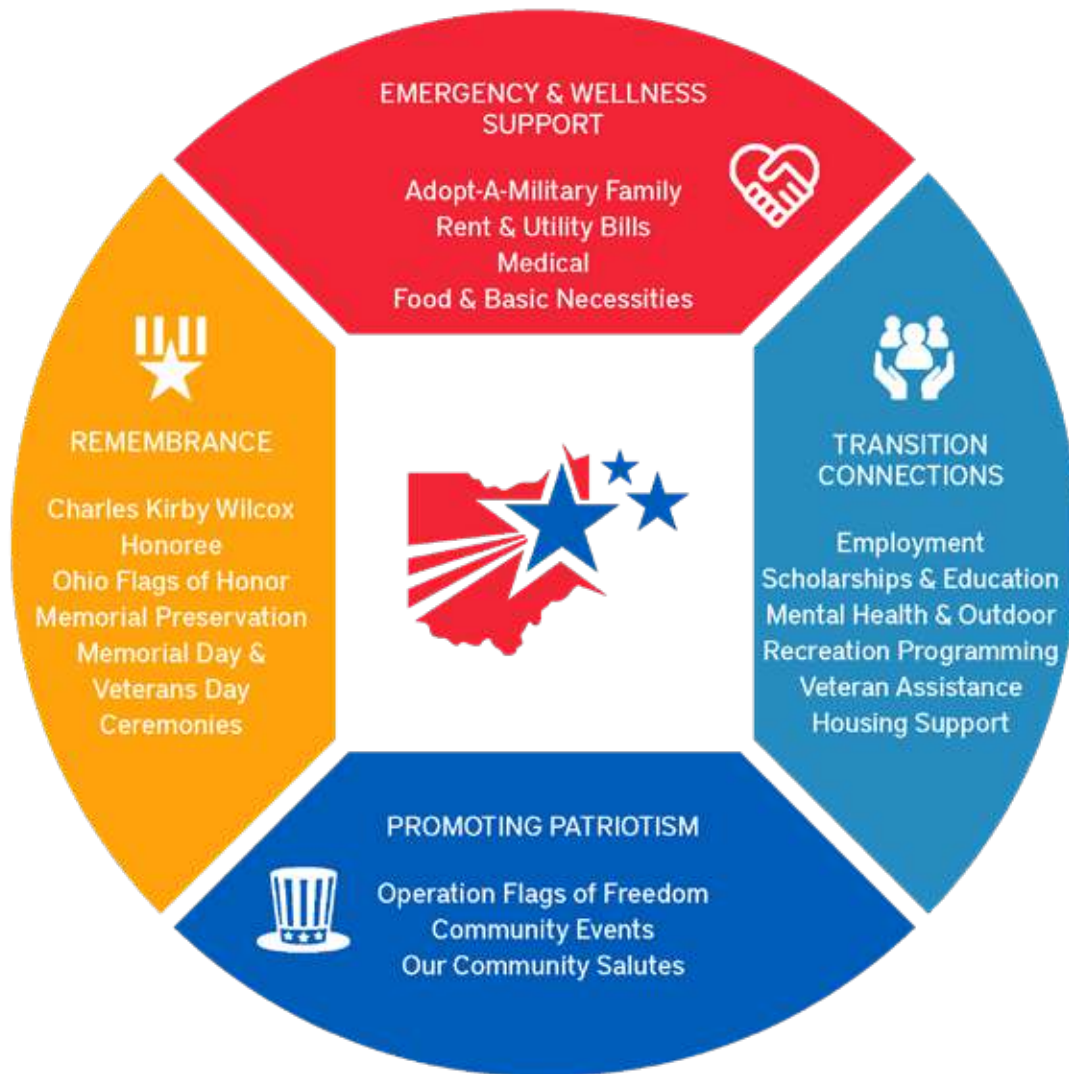 EMERGENCY & WELLNESS
SUPPORT
Adopt-A-Military Family
Rent & Utility Bills
Medical
Food & Basic Necessities
REMEMBRANCE
Charles Kirby Wilcox
Honoree
Ohio Flags of Honor
Memorial Preservation
Memorial Day &
Veterans Day
Ceremonies
TRANSITION
CONNECTIONS
Employment
Scholarships & Education
Mental Health & Outdoor
Recreation Programming
Veteran Assistance
Housing Support
PROMOTING PATRIOTISM
Operation Flags of Freedom
Community Events
Our Community Salutes